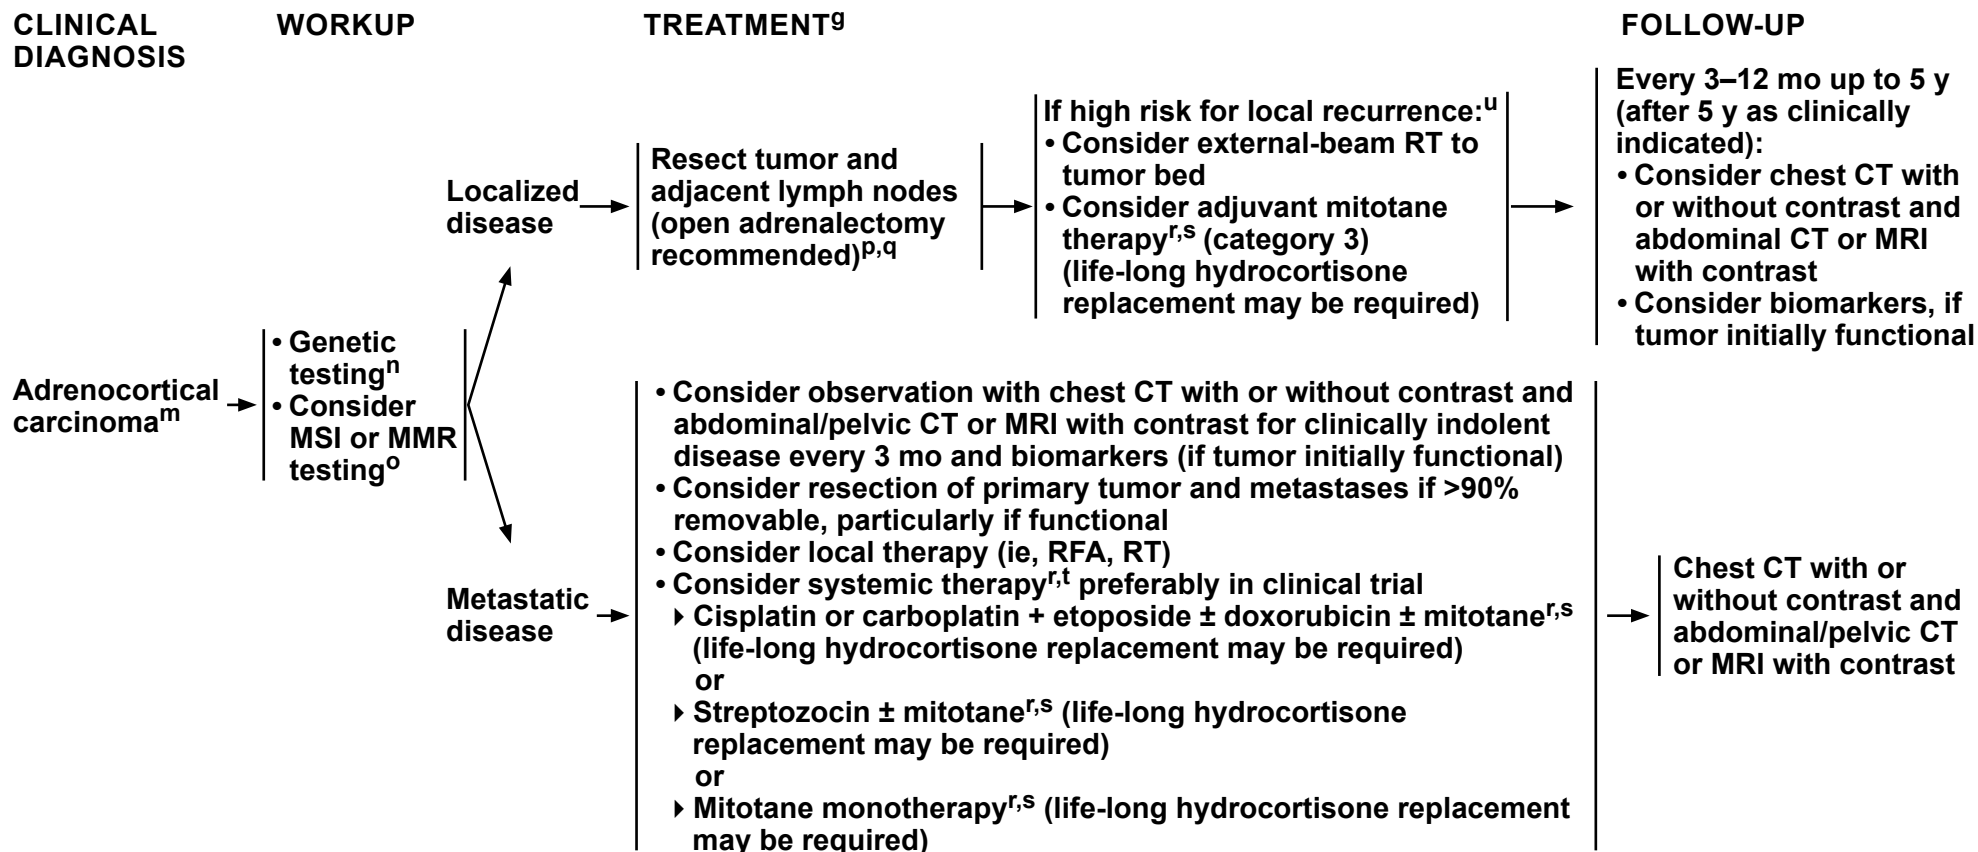 CLINICAL
DIAGNOSIS
WORKUP
TREATMENTg
FOLLOW-UP
Adrenocortical
carcinomam
• Genetic
testingn
• Consider
MSI or MMR
testingo
Localized
disease
Resect tumor and
adjacent lymph nodes
(open adrenalectomy
recommended)p,q
If high risk for local recurrence:u
• Consider external-beam RT to
tumor bed
• Consider adjuvant mitotane
therapyr,s (category 3)
(life-long hydrocortisone
replacement may be required)
Every 3–12 mo up to 5 y
(after 5 y as clinically
indicated):
• Consider chest CT with
or without contrast and
abdominal CT or MRI
with contrast
• Consider biomarkers, if
tumor initially functional
Metastatic
disease
• Consider observation with chest CT with or without contrast and
abdominal/pelvic CT or MRI with contrast for clinically indolent
disease every 3 mo and biomarkers (if tumor initially functional)
• Consider resection of primary tumor and metastases if >90%
removable, particularly if functional
• Consider local therapy (ie, RFA, RT)
• Consider systemic therapyr,t preferably in clinical trial
Cisplatin or carboplatin + etoposide ± doxorubicin ± mitotaner,s
(life-long hydrocortisone replacement may be required)
or
Streptozocin ± mitotaner,s (life-long hydrocortisone
replacement may be required)
or
Mitotane monotherapyr,s (life-long hydrocortisone replacement
may be required)
Chest CT with or
without contrast and
abdominal/pelvic CT
or MRI with contrast